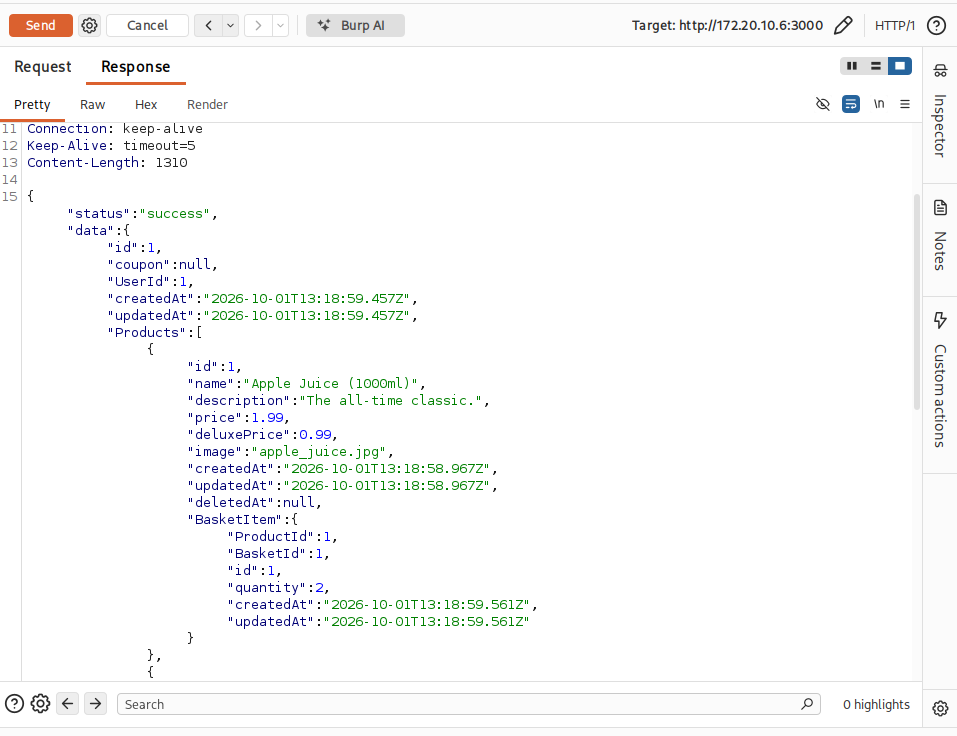 Send Cancel Burp AI Target: http://172.20.10.6:3000 HTTP/1
Request Response
Pretty Raw Hex Render \n
Inspector
Notes
Custom actions
11 Connection: keep-alive
12 Keep-Alive: timeout=5
13 Content-Length: 1310
14
15 {
"status":"success",
"data":{
"id":1,
"coupon":null,
"UserId":1,
"createdAt":"2026-10-01T13:18:59.457Z",
"updatedAt":"2026-10-01T13:18:59.457Z",
"Products":[
{
"id":1,
"name":"Apple Juice (1000ml)",
"description":"The all-time classic.",
"price":1.99,
"deluxePrice":0.99,
"image":"apple_juice.jpg",
"createdAt":"2026-10-01T13:18:58.967Z",
"updatedAt":"2026-10-01T13:18:58.967Z",
"deletedAt":null,
"BasketItem":{
"ProductId":1,
"BasketId":1,
"id":1,
"quantity":2,
"createdAt":"2026-10-01T13:18:59.561Z",
"updatedAt":"2026-10-01T13:18:59.561Z"
}
},
{
Search 0 highlights